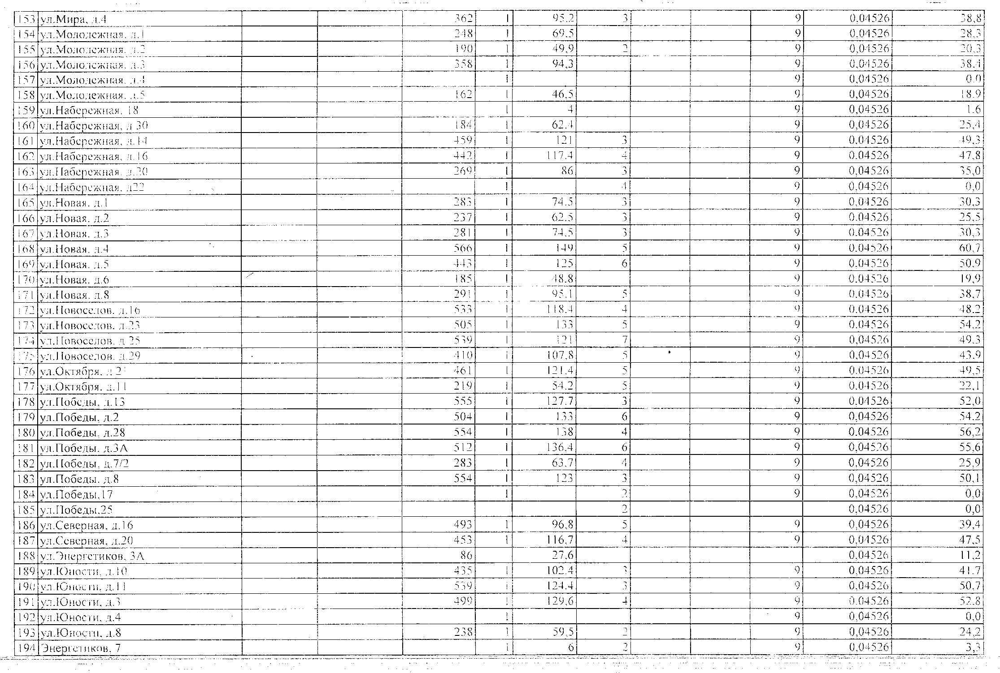 153 ул.Мира, д.4 362 1 95,2 3 9 0,04526 38,8
154 ул.Молодежная, д.1 248 1 69,5 9 0,04526 28,3
155 ул.Молодежная, д.2 190 1 49,9 2 9 0,04526 20,3
156 ул.Молодежная, д.3 358 1 94,3 9 0,04526 38,4
157 ул.Молодежная, д.4 1 9 0,04526 0,0
158 ул.Молодежная, д.5 162 1 46,5 9 0,04526 18,9
159 ул.Набережная, 18 1 4 9 0,04526 1,6
160 ул.Набережная, д 30 184 1 62,4 9 0,04526 25,4
161 ул.Набережная, д.14 459 1 121 3 9 0,04526 49,3
162 ул.Набережная, д.16 442 1 117,4 4 9 0,04526 47,8
163 ул.Набережная, д.20 269 1 86 3 9 0,04526 35,0
164 ул.Набережная, д22 1 4 9 0,04526 0,0
165 ул.Новая, д.1 283 1 74,5 3 9 0,04526 30,3
166 ул.Новая, д.2 237 1 62,5 3 9 0,04526 25,5
167 ул.Новая, д.3 281 1 74,5 3 9 0,04526 30,3
168 ул.Новая, д.4 566 1 149 5 9 0,04526 60,7
169 ул.Новая, д.5 443 1 125 6 9 0,04526 50,9
170 ул.Новая, д.6 185 1 48,8 9 0,04526 19,9
171 ул.Новая, д.8 291 1 95,1 5 9 0,04526 38,7
172 ул.Новоселов, д.16 533 1 118,4 4 9 0,04526 48,2
173 ул.Новоселов, д.23 505 1 133 5 9 0,04526 54,2
174 ул.Новоселов, д 25 539 1 121 7 9 0,04526 49,3
175 ул.Новоселов, д.29 410 1 107,8 5 9 0,04526 43,9
176 ул.Октября, д 461 1 121,4 5 9 0,04526 49,5
177 ул.Октября, д.11 219 1 54,2 5 9 0,04526 22,1
178 ул.Победы, д.13 555 1 127,7 3 9 0,04526 52,0
179 ул.Победы, д.2 504 1 133 6 9 0,04526 54,2
180 ул.Победы, д.28 554 1 138 4 9 0,04526 56,2
181 ул.Победы, д.3А 512 1 136,4 6 9 0,04526 55,6
182 ул.Победы, д.7/2 283 1 63,7 4 9 0,04526 25,9
183 ул.Победы, д.8 554 1 123 3 9 0,04526 50,1
184 ул.Победы,17 1 2 9 0,04526 0,0
185 ул.Победы,25 2 0,04526 0,0
186 ул.Северная, д.16 493 1 96,8 5 9 0,04526 39,4
187 ул.Северная, д.20 453 1 116,7 4 9 0,04526 47,5
188 ул.Энергетиков, 3А 86 27,6 0,04526 11,2
189 ул.Юности, д.10 435 1 102,4 3 9 0,04526 41,7
190 ул.Юности, д.11 539 1 124,4 3 9 0,04526 50,7
191 ул.Юности, д.3 499 1 129,6 4 9 0,04526 52,8
192 ул.Юности, д.4 1 9 0,04526 0,0
193 ул.Юности, д.8 238 1 59,5 2 9 0,04526 24,2
194 Энергетиков, 7 1 6 2 9 0,04526 3,3